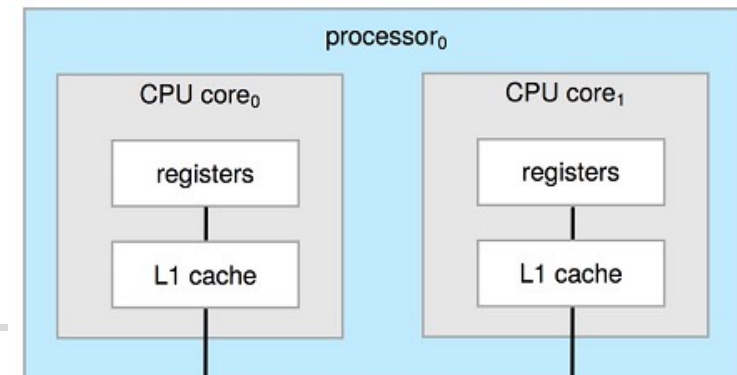 processor₀
CPU core₀
CPU core₁
registers
registers
L1 cache
L1 cache